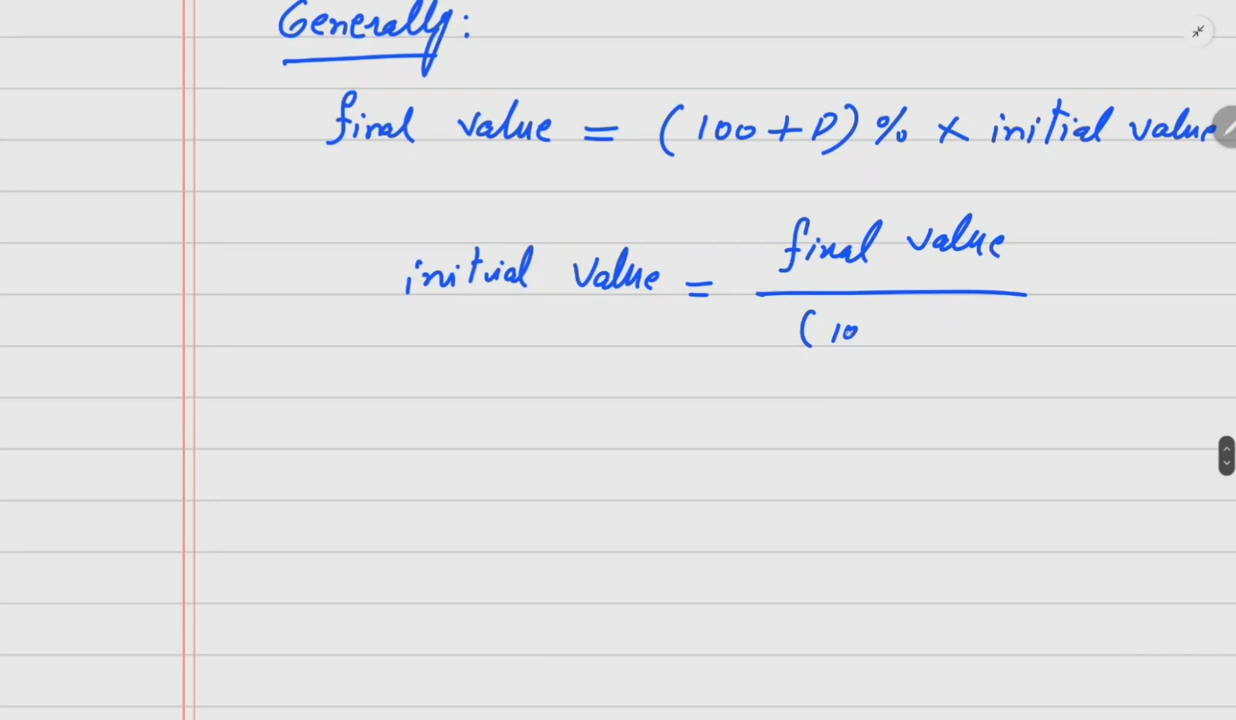 Generally:
final value = (100 + P) % × initial value
initial value = final value
( 10